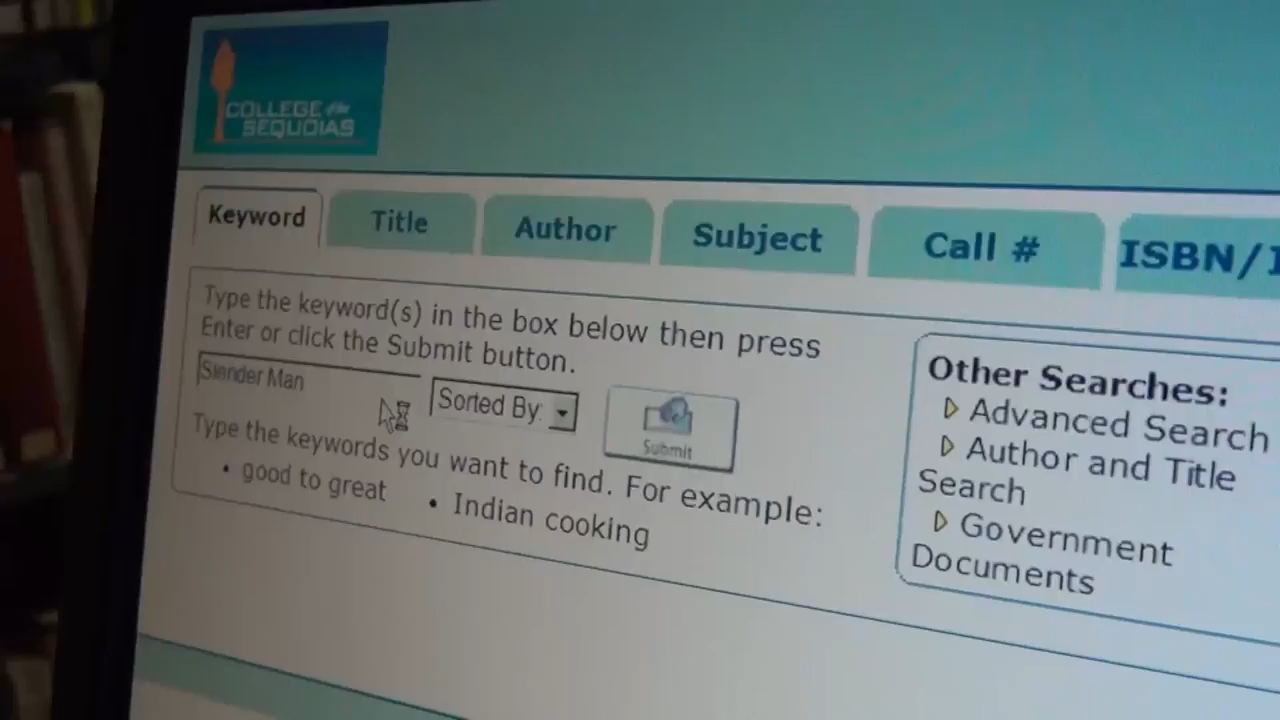 COLLEGE of the
SEQUOIAS
Keyword
Title
Author
Subject
Call #
ISBN/I
Type the keyword(s) in the box below then press
Enter or click the Submit button.
Slender Man
Sorted By:
Submit
Type the keywords you want to find. For example:
• good to great
• Indian cooking
Other Searches:
Advanced Search
Author and Title
Search
Government
Documents